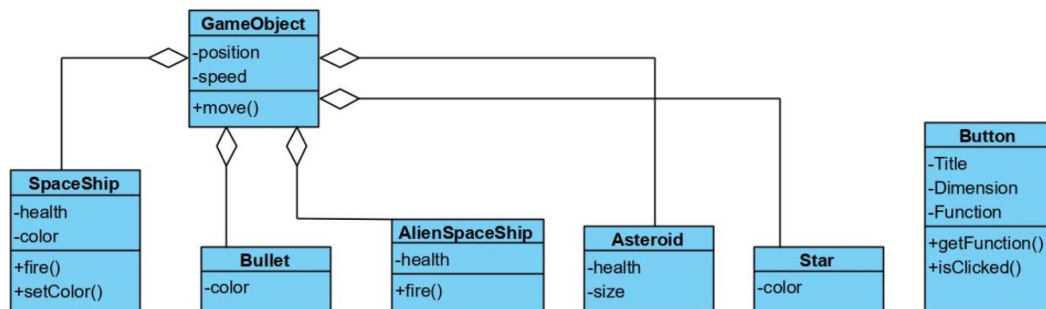 GameObject
-position
-speed
+move()
SpaceShip
-health
-color
+fire()
+setColor()
Bullet
-color
AlienSpaceShip
-health
+fire()
Asteroid
-health
-size
Star
-color
Button
-Title
-Dimension
-Function
+getFunction()
+isClicked()